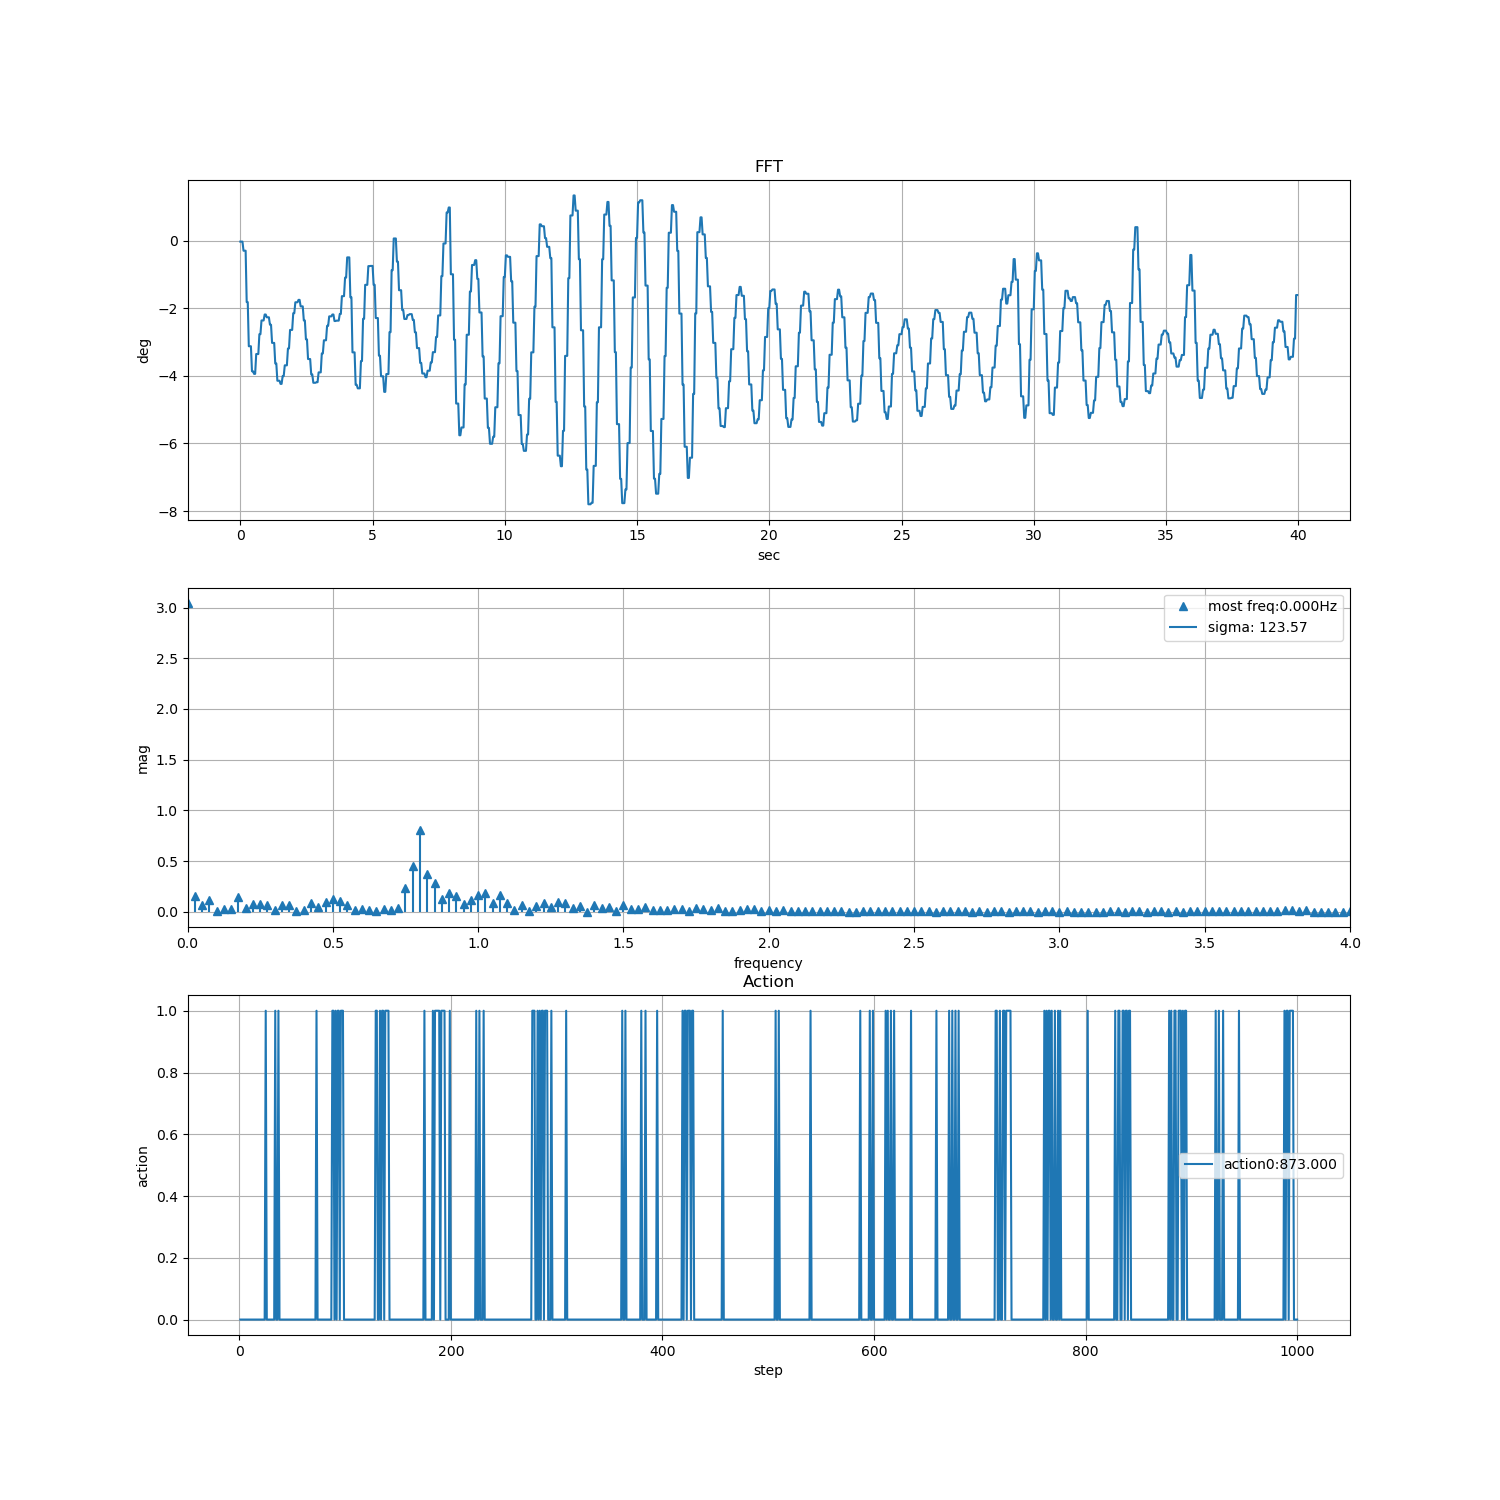 FFT
0
−2
−4
−6
−8
deg
0 5 10 15 20 25 30 35 40
sec
3.0
2.5
2.0
1.5
1.0
0.5
0.0
mag
most freq:0.000Hz
sigma: 123.57
0.0 0.5 1.0 1.5 2.0 2.5 3.0 3.5 4.0
frequency
Action
1.0
0.8
0.6
0.4
0.2
0.0
action
action0:873.000
0 200 400 600 800 1000
step